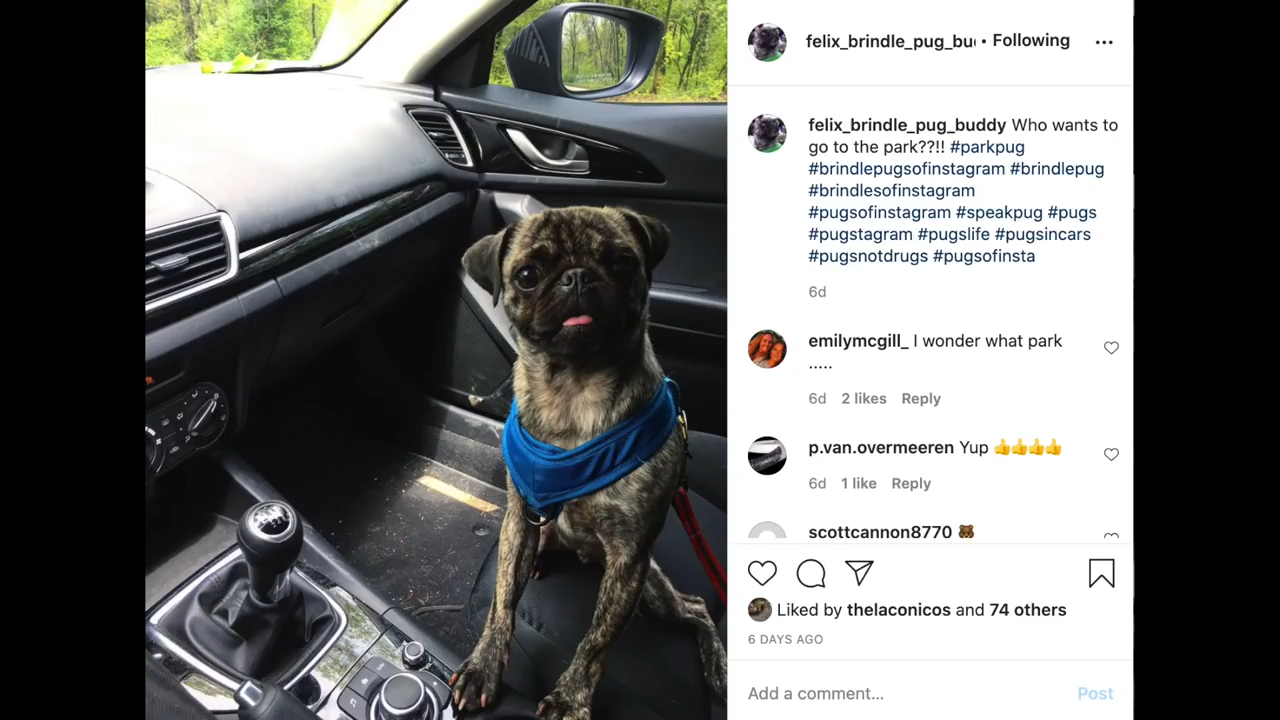 felix_brindle_pug_bu
• Following
felix_brindle_pug_buddy Who wants to
go to the park??!! #parkpug
#brindlepugsofinstagram #brindlepug
#brindlesofinstagram
#pugsofinstagram #speakpug #pugs
#pugstagram #pugslife #pugsincars
#pugsnotdrugs #pugsofinsta
6d
emilymcgill_ I wonder what park
.....
6d 2 likes Reply
p.van.overmeeren Yup 👍👍👍👍
6d 1 like Reply
scottcannon8770 🐻
Liked by thelaconicos and 74 others
6 DAYS AGO
Add a comment...
Post